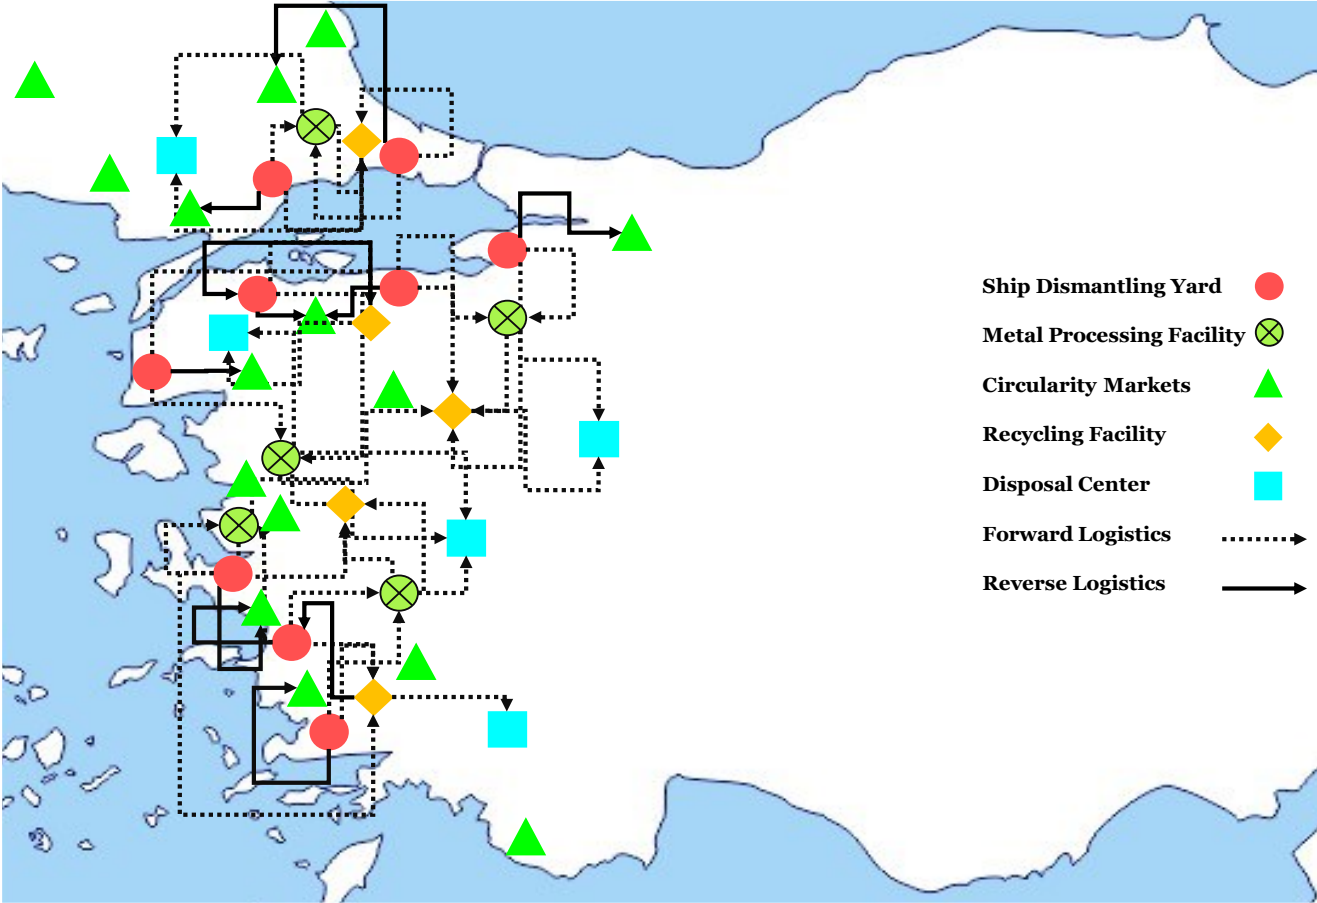 Ship Dismantling Yard
Metal Processing Facility
Circularity Markets
Recycling Facility
Disposal Center
Forward Logistics
Reverse Logistics